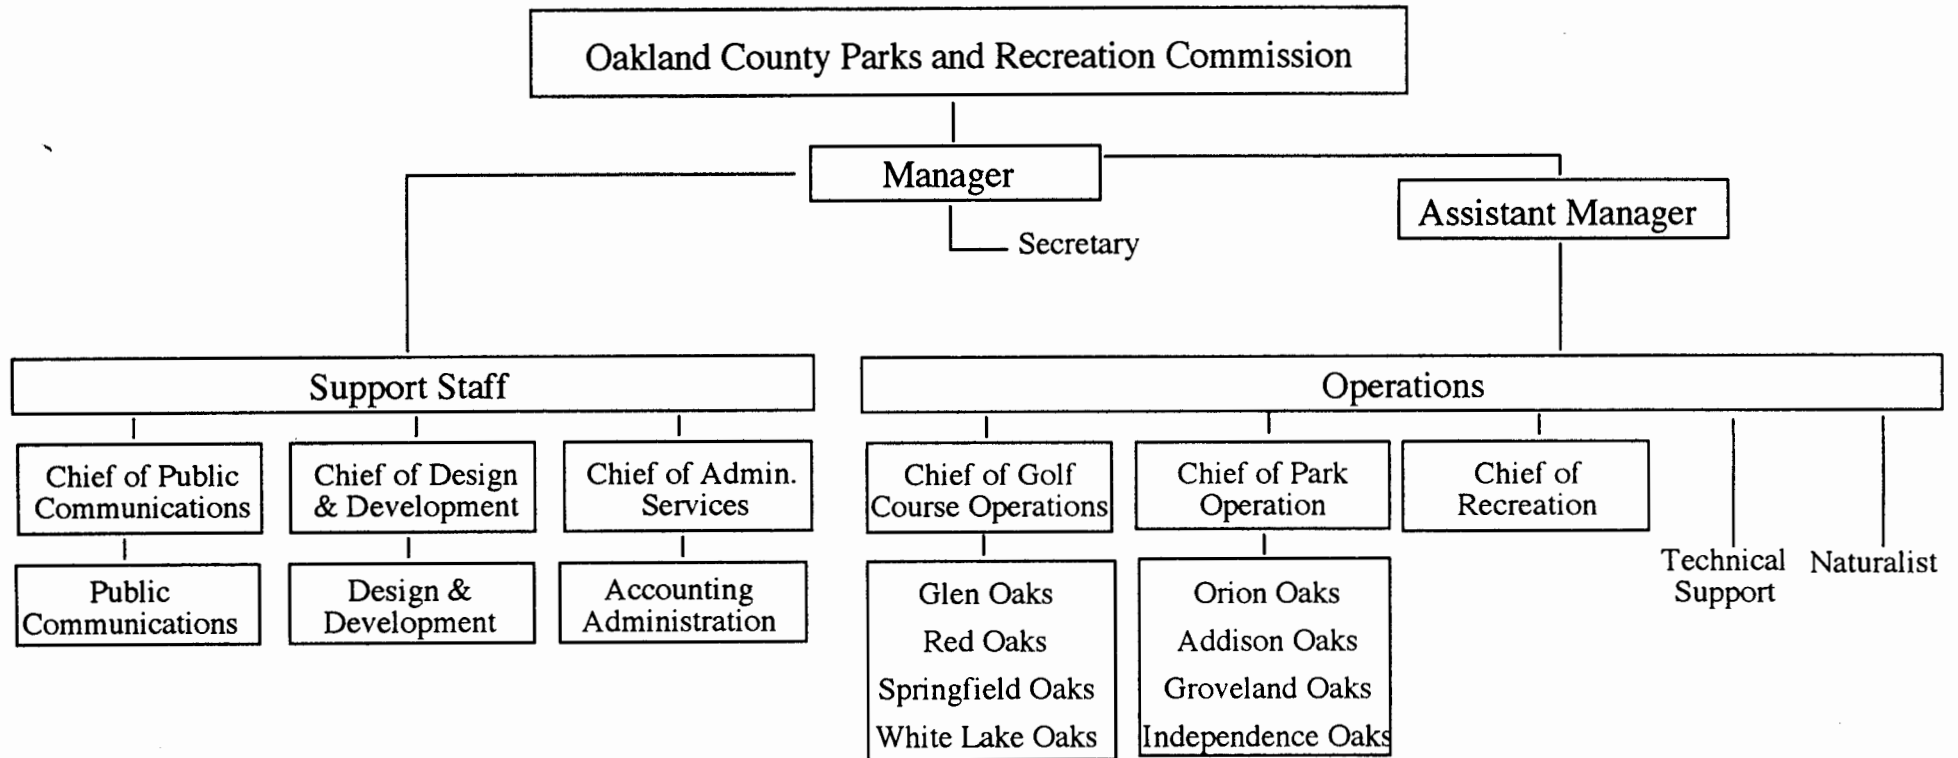 Oakland County Parks and Recreation Commission
Manager
Assistant Manager
Secretary
Support Staff
Operations
Chief of Public
Communications
Chief of Design
& Development
Chief of Admin.
Services
Chief of Golf
Course Operations
Chief of Park
Operation
Chief of
Recreation
Technical
Support
Naturalist
Public
Communications
Design &
Development
Accounting
Administration
Glen Oaks
Red Oaks
Springfield Oaks
White Lake Oaks
Orion Oaks
Addison Oaks
Groveland Oaks
Independence Oaks